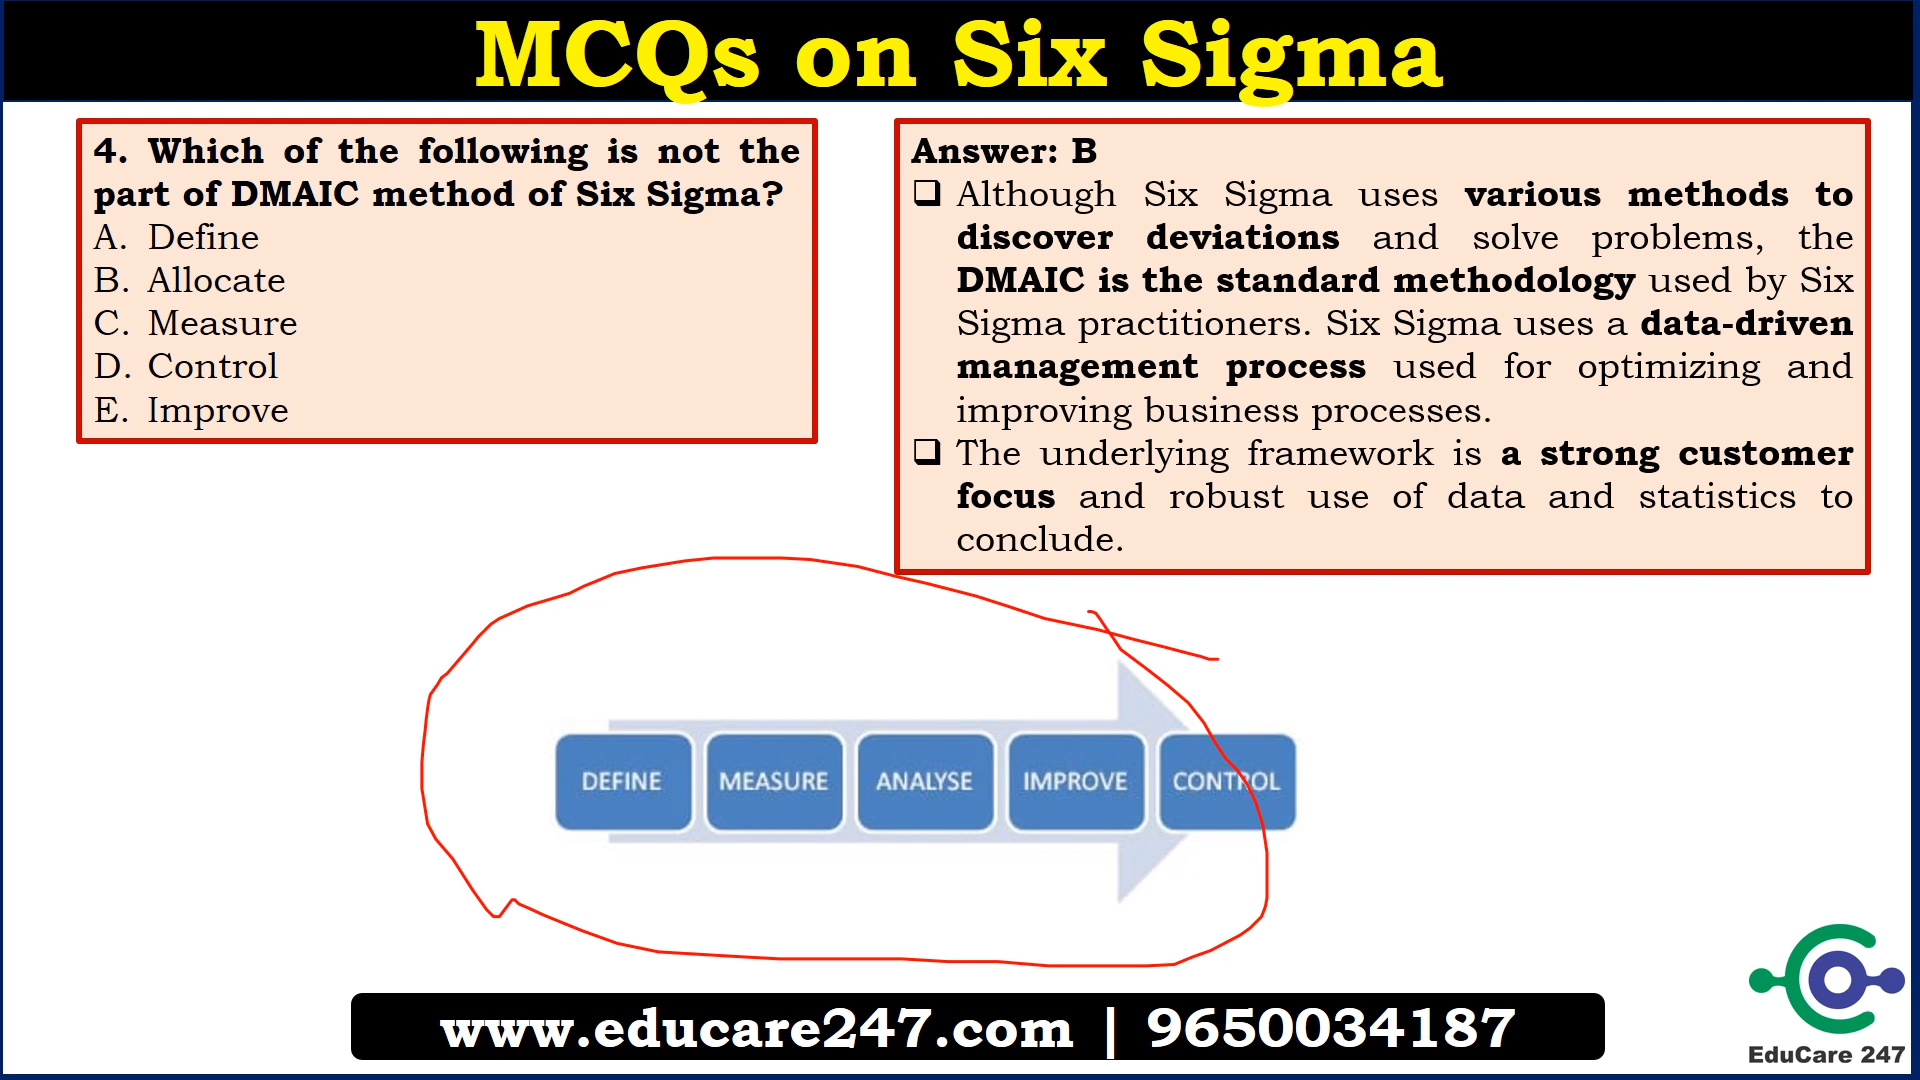 MCQs on Six Sigma
4. Which of the following is not the
part of DMAIC method of Six Sigma?
A. Define
B. Allocate
C. Measure
D. Control
E. Improve
Answer: B
❑ Although Six Sigma uses various methods to
discover deviations and solve problems, the
DMAIC is the standard methodology used by Six
Sigma practitioners. Six Sigma uses a data-driven
management process used for optimizing and
improving business processes.
❑ The underlying framework is a strong customer
focus and robust use of data and statistics to
conclude.
DEFINE MEASURE ANALYSE IMPROVE CONTROL
www.educare247.com | 9650034187
EduCare 247